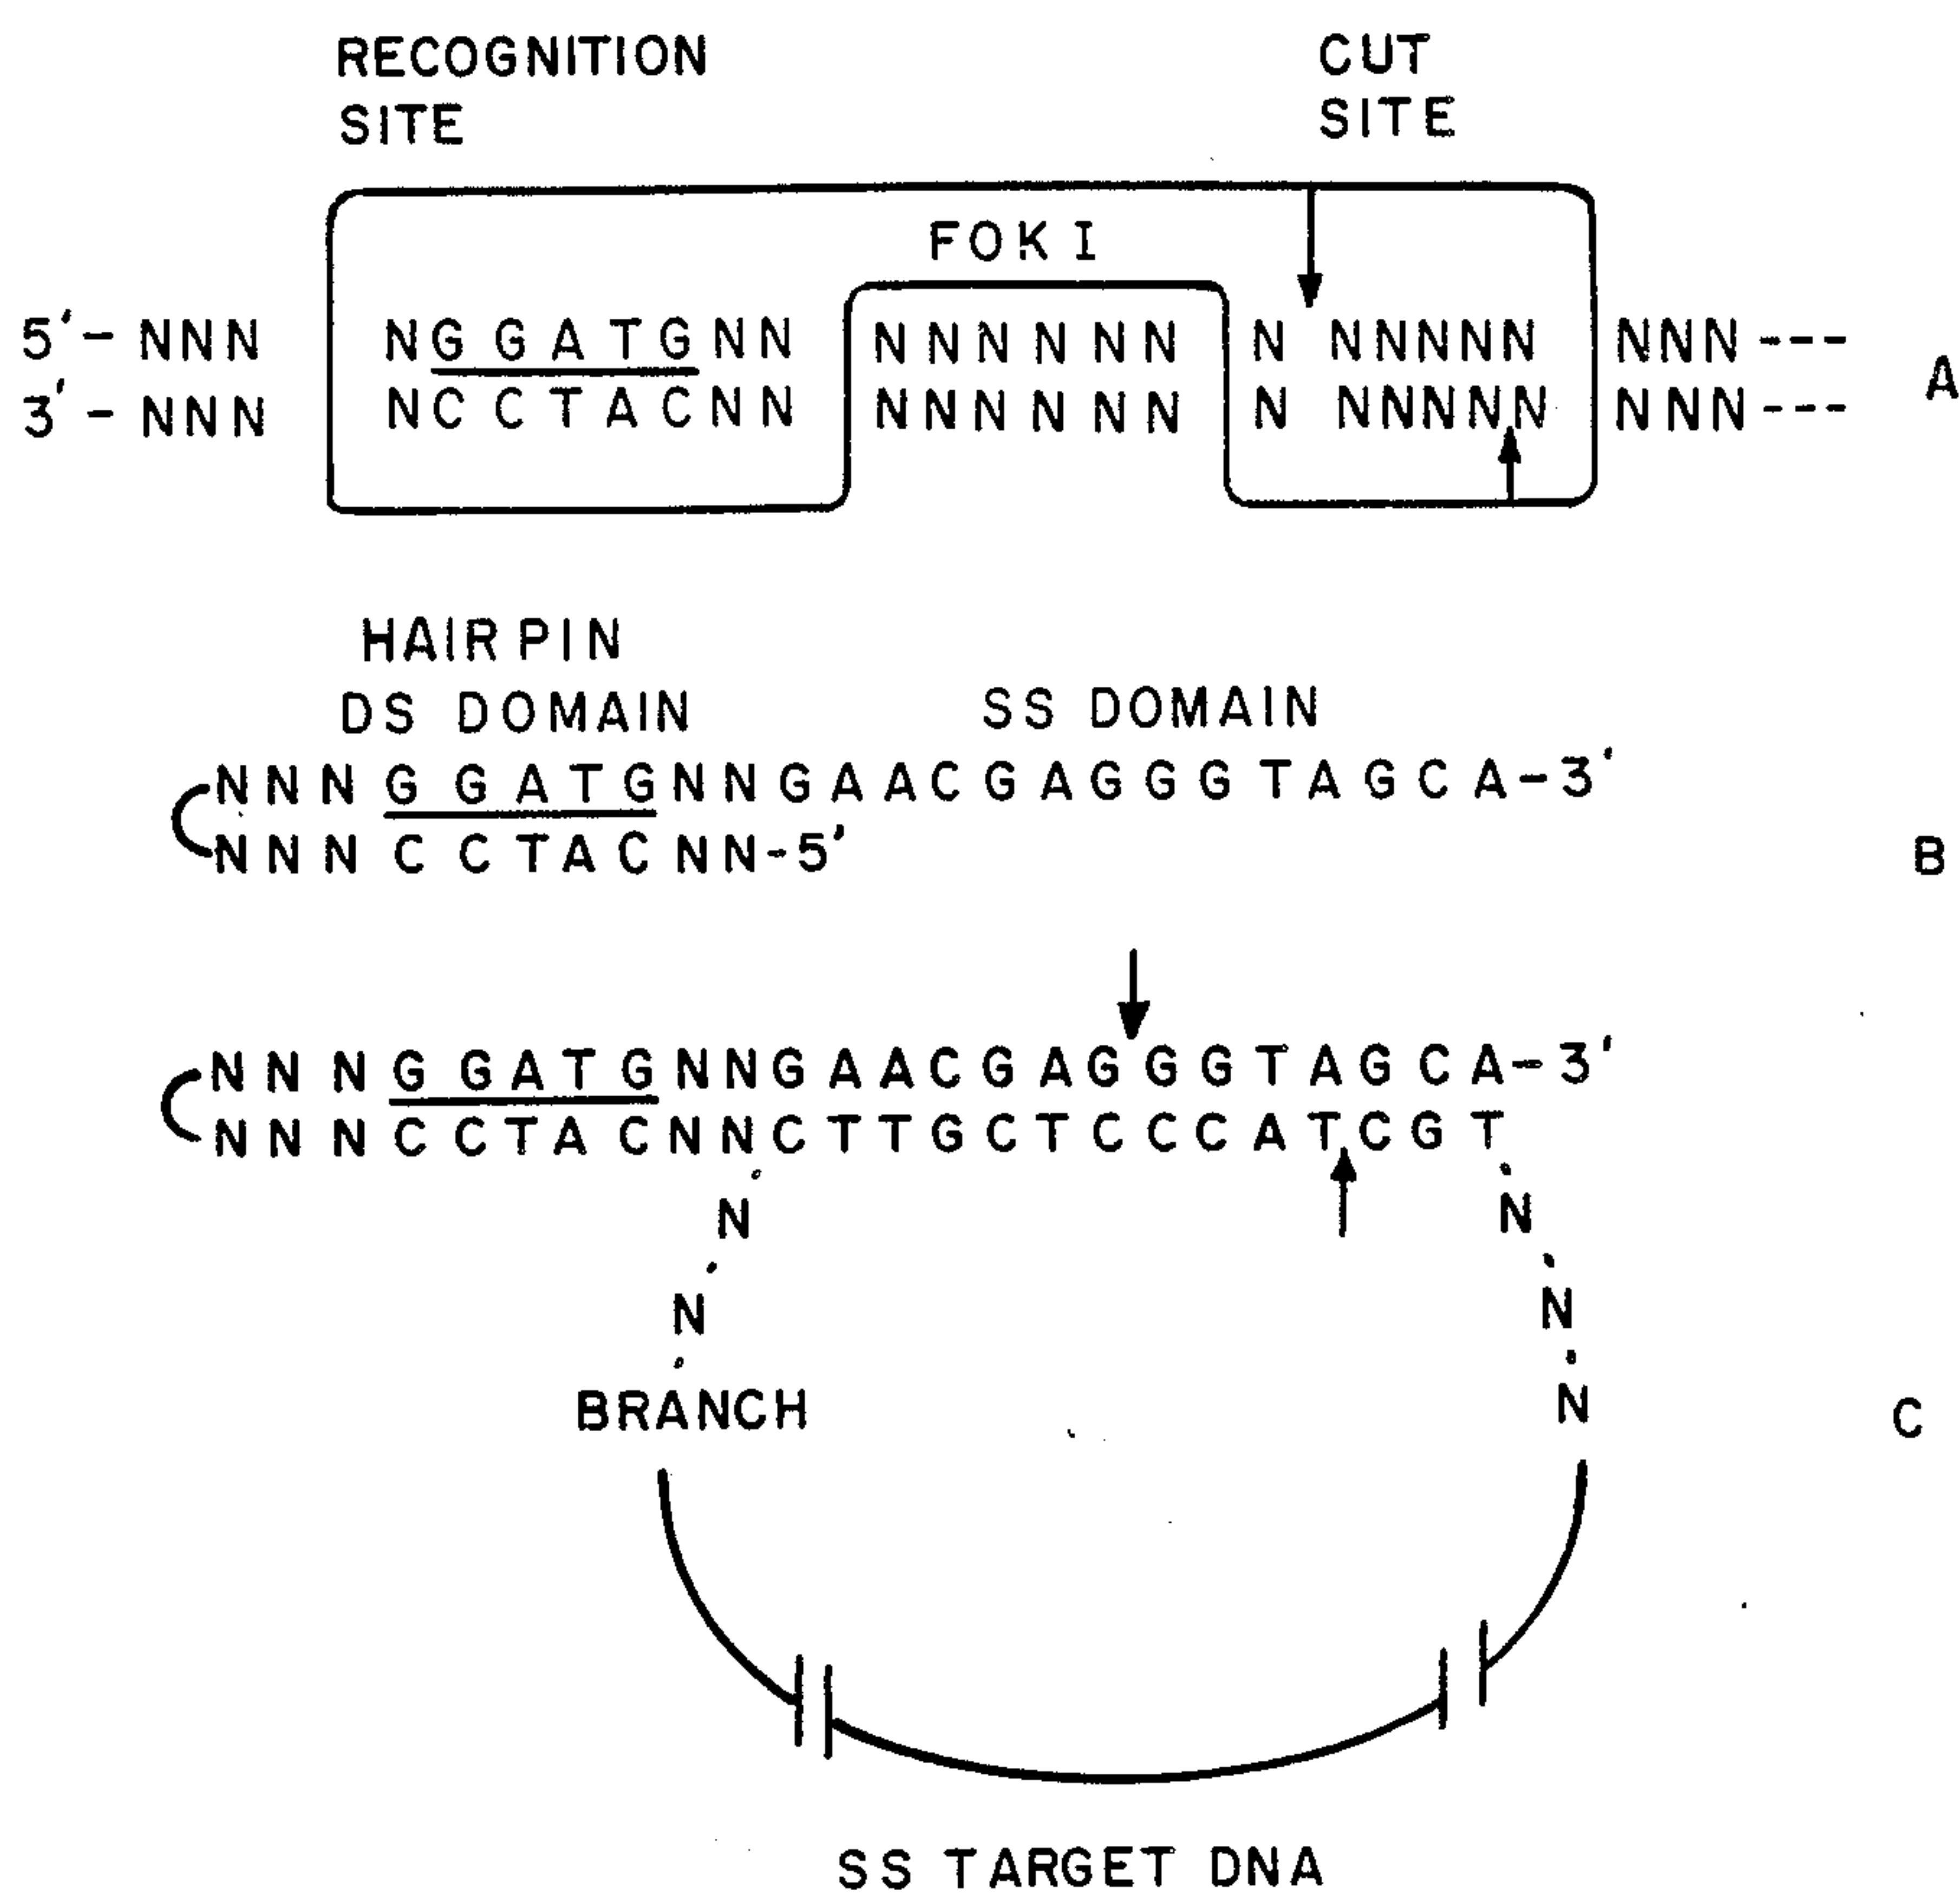 RECOGNITION SITE
CUT SITE
FOKI
5'- NNN NGGATGNN NNNNNN N NNNNN NNN---
3'- NNN NCCTACNN NNNNNN N NNNNN NNN---
A
HAIRPIN
DS DOMAIN
SS DOMAIN
NNNGGATGNNGAACGAGGGTAGCA-3'
NNNCCTACNN-5'
B
NNNGGATGNNGAACGAGGGTAGCA-3'
NNNCCTACNNCTTGCTCCCATCGT
N N
N N
BRANCH N
C
SS TARGET DNA